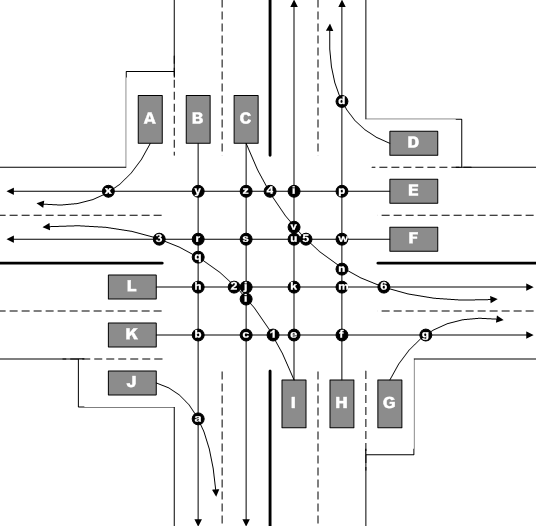 d
A B C
D
x y z 4 l p E
v
3 r s u 5 w F
q
n
L h 2 j k m 6
i
K b c 1 e f g
J
I H G
a